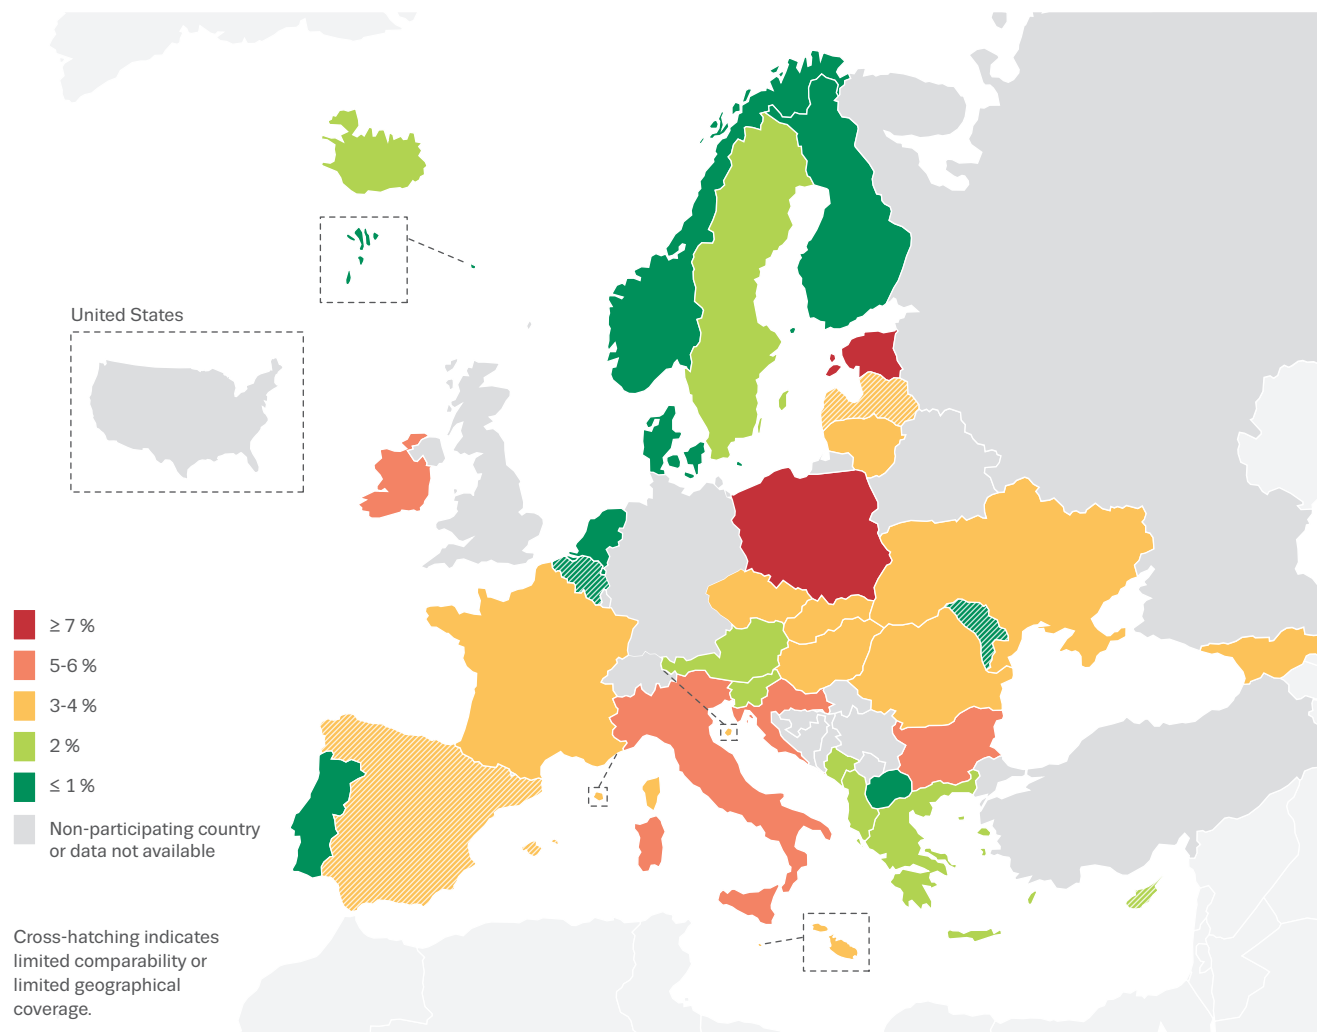 United States
≥ 7 %
5-6 %
3-4 %
2 %
≤ 1 %
Non-participating country
or data not available
Cross-hatching indicates
limited comparability or
limited geographical
coverage.